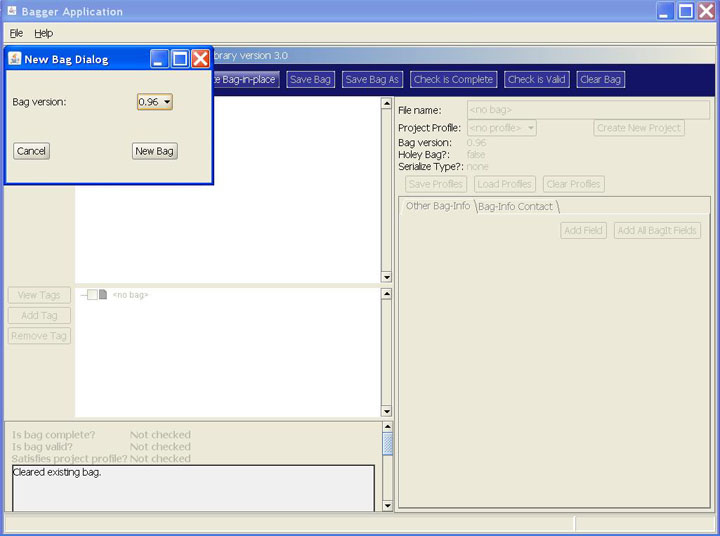 Bagger Application
File Help
New Bag Dialog
Bag version: 0.96
Cancel New Bag
ibrary version 3.0
te Bag-in-place Save Bag Save Bag As Check is Complete Check is Valid Clear Bag
File name: <no bag>
Project Profile: <no profile> Create New Project
Bag version: 0.96
Holey Bag?: false
Serialize Type?: none
Save Profiles Load Profiles Clear Profiles
Other Bag-Info Bag-Info Contact
Add Field Add All BagIt Fields
View Tags
Add Tag
Remove Tag
<no bag>
Is bag complete? Not checked
Is bag valid? Not checked
Satisfies project profile? Not checked
Cleared existing bag.